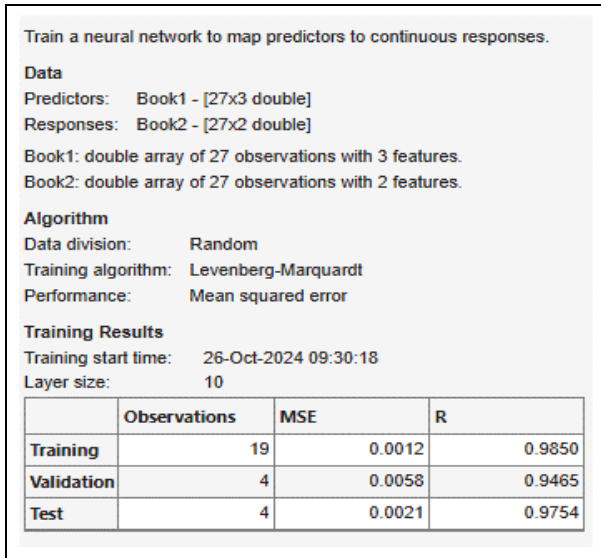 Train a neural network to map predictors to continuous responses.
Data
Predictors: Book1 - [27x3 double]
Responses: Book2 - [27x2 double]
Book1: double array of 27 observations with 3 features.
Book2: double array of 27 observations with 2 features.
Algorithm
Data division: Random
Training algorithm: Levenberg-Marquardt
Performance: Mean squared error
Training Results
Training start time: 26-Oct-2024 09:30:18
Layer size: 10
Observations MSE R
Training 19 0.0012 0.9850
Validation 4 0.0058 0.9465
Test 4 0.0021 0.9754